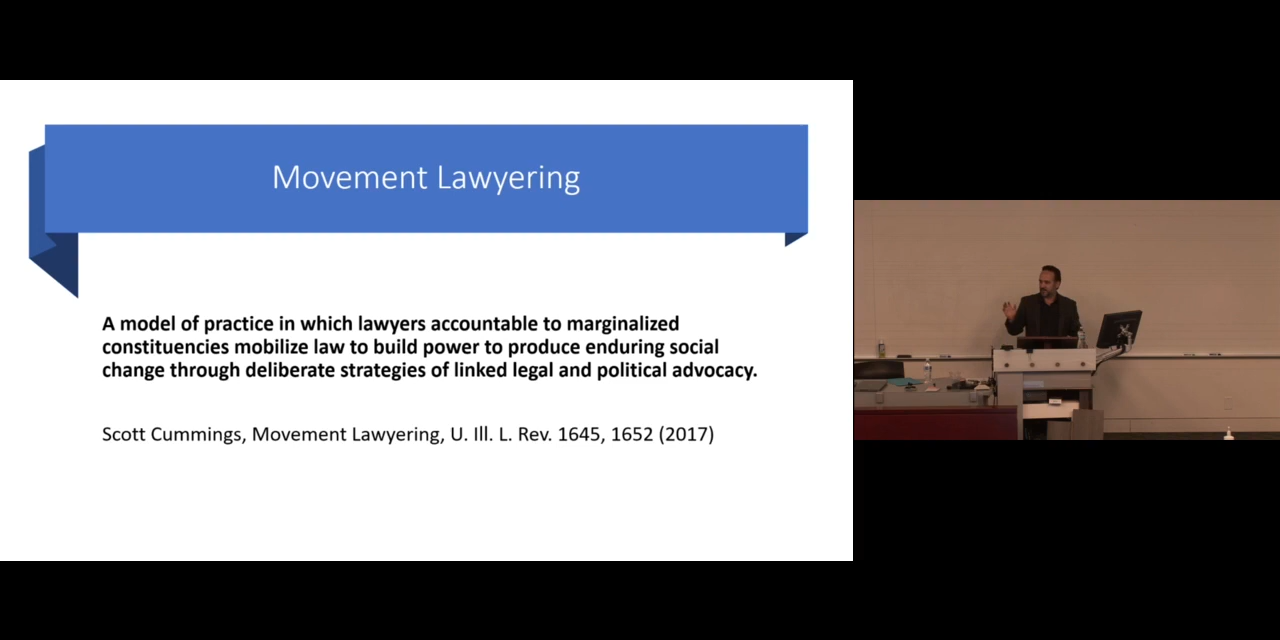 Movement Lawyering
A model of practice in which lawyers accountable to marginalized
constituencies mobilize law to build power to produce enduring social
change through deliberate strategies of linked legal and political advocacy.
Scott Cummings, Movement Lawyering, U. Ill. L. Rev. 1645, 1652 (2017)